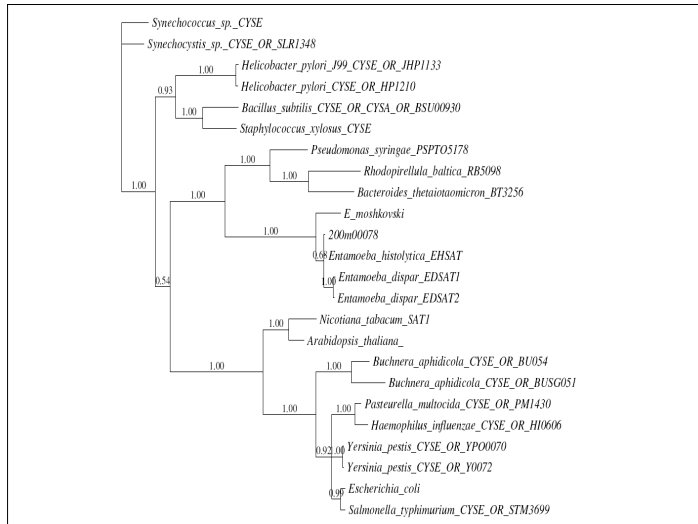 Synechococcus_sp._CYSE
Synechocystis_sp._CYSE_OR_SLR1348
1.00
Helicobacter_pylori_J99_CYSE_OR_JHP1133
0.93
Helicobacter_pylori_CYSE_OR_HP1210
Bacillus_subtilis_CYSE_OR_CYSA_OR_BSU00930
1.00
Staphylococcus_xylosus_CYSE
Pseudomonas_syringae_PSPTO5178
1.00
Rhodopirellula_baltica_RB5098
1.00
1.00
Bacteroides_thetaiotaomicron_BT3256
1.00
E_moshkovski
1.00
200m00078
0.68
Entamoeba_histolytica_EHSAT
0.54
1.00
Entamoeba_dispar_EDSAT1
Entamoeba_dispar_EDSAT2
Nicotiana_tabacum_SAT1
1.00
Arabidopsis_thaliana_
1.00
Buchnera_aphidicola_CYSE_OR_BU054
1.00
Buchnera_aphidicola_CYSE_OR_BUSG051
1.00
Pasteurella_multocida_CYSE_OR_PM1430
1.00
Haemophilus_influenzae_CYSE_OR_HI0606
0.92
1.00
Yersinia_pestis_CYSE_OR_YPO0070
Yersinia_pestis_CYSE_OR_Y0072
Escherichia_coli
0.99
Salmonella_typhimurium_CYSE_OR_STM3699